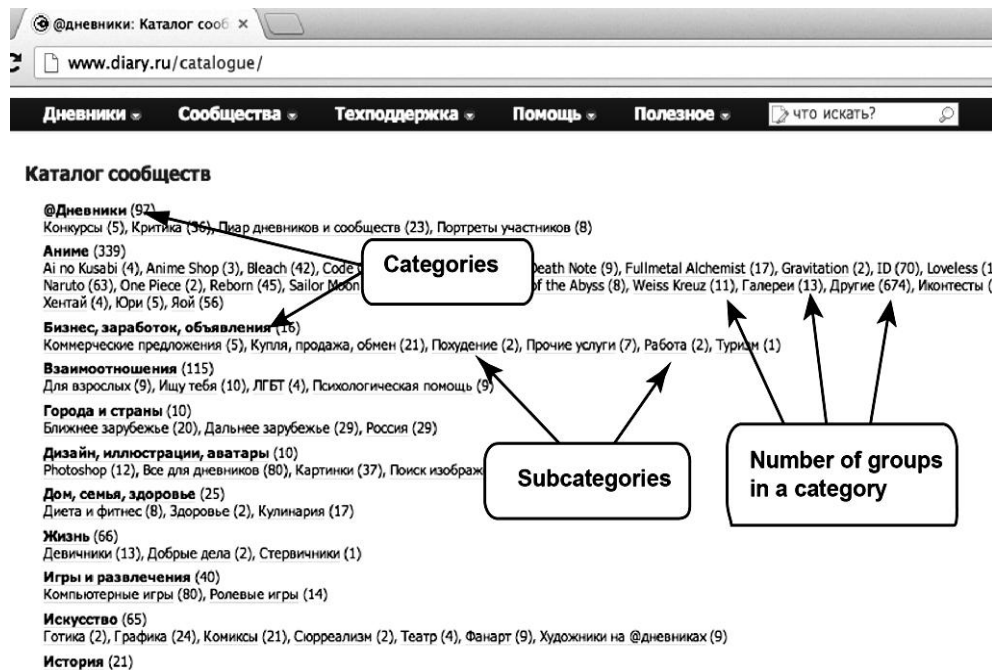 @дневники: Каталог сооб
www.diary.ru/catalogue/
Дневники Сообщества Техподдержка Помощь Полезное что искать?
Каталог сообществ
@Дневники (97)
Конкурсы (5), Критика (36), Пиар дневников и сообществ (23), Портреты участников (8)
Аниме (339)
Ai no Kusabi (4), Anime Shop (3), Bleach (42), Code Death Note (9), Fullmetal Alchemist (17), Gravitation (2), ID (70), Loveless (1
Naruto (63), One Piece (2), Reborn (45), Sailor Moon of the Abyss (8), Weiss Kreuz (11), Галереи (13), Другие (674), Иконтесты (
Хентай (4), Юри (5), Яой (56)
Categories
Бизнес, заработок, объявления (16)
Коммерческие предложения (5), Купля, продажа, обмен (21), Похудение (2), Прочие услуги (7), Работа (2), Туризм (1)
Взаимоотношения (115)
Для взрослых (9), Ищу тебя (10), ЛГБТ (4), Психологическая помощь (9)
Города и страны (10)
Ближнее зарубежье (20), Дальнее зарубежье (29), Россия (29)
Дизайн, иллюстрации, аватары (10)
Photoshop (12), Все для дневников (80), Картинки (37), Поиск изображ
Subcategories
Number of groups
in a category
Дом, семья, здоровье (25)
Диета и фитнес (8), Здоровье (2), Кулинария (17)
Жизнь (66)
Девичники (13), Добрые дела (2), Стервичники (1)
Игры и развлечения (40)
Компьютерные игры (80), Ролевые игры (14)
Искусство (65)
Готика (2), Графика (24), Комиксы (21), Сюрреализм (2), Театр (4), Фанарт (9), Художники на @дневниках (9)
История (21)